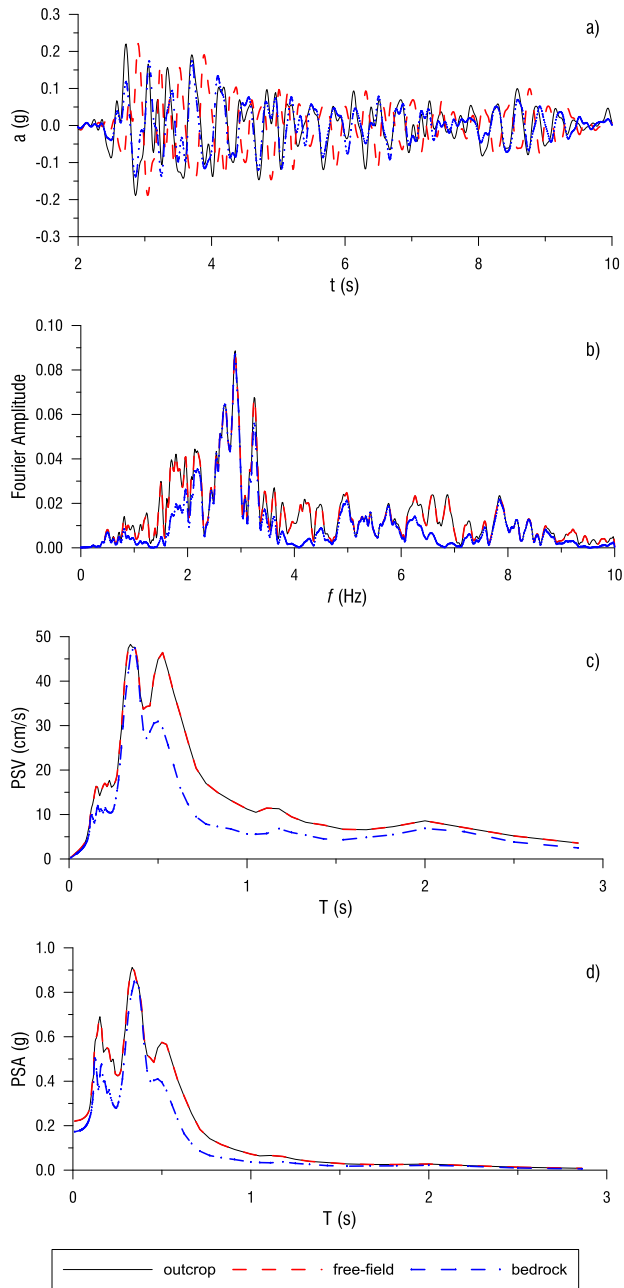 a)
0.3
0.2
0.1
0.0
-0.1
-0.2
-0.3
a (g)
2
4
6
8
10
t (s)
b)
0.10
0.08
0.06
0.04
0.02
0.00
Fourier Amplitude
0
2
4
6
8
10
f (Hz)
c)
50
40
30
20
10
0
PSV (cm/s)
0
1
2
3
T (s)
d)
1.0
0.8
0.6
0.4
0.2
0.0
PSA (g)
0
1
2
3
T (s)
outcrop
free-field
bedrock